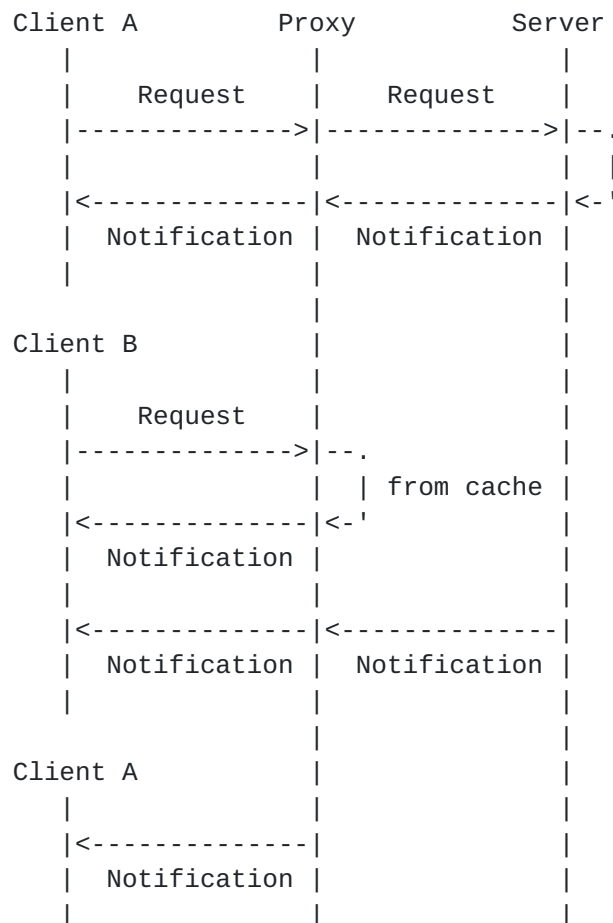 Client A Proxy Server
Request Request
Notification Notification
Client B
Request
from cache
Notification
Notification Notification
Client A
Notification